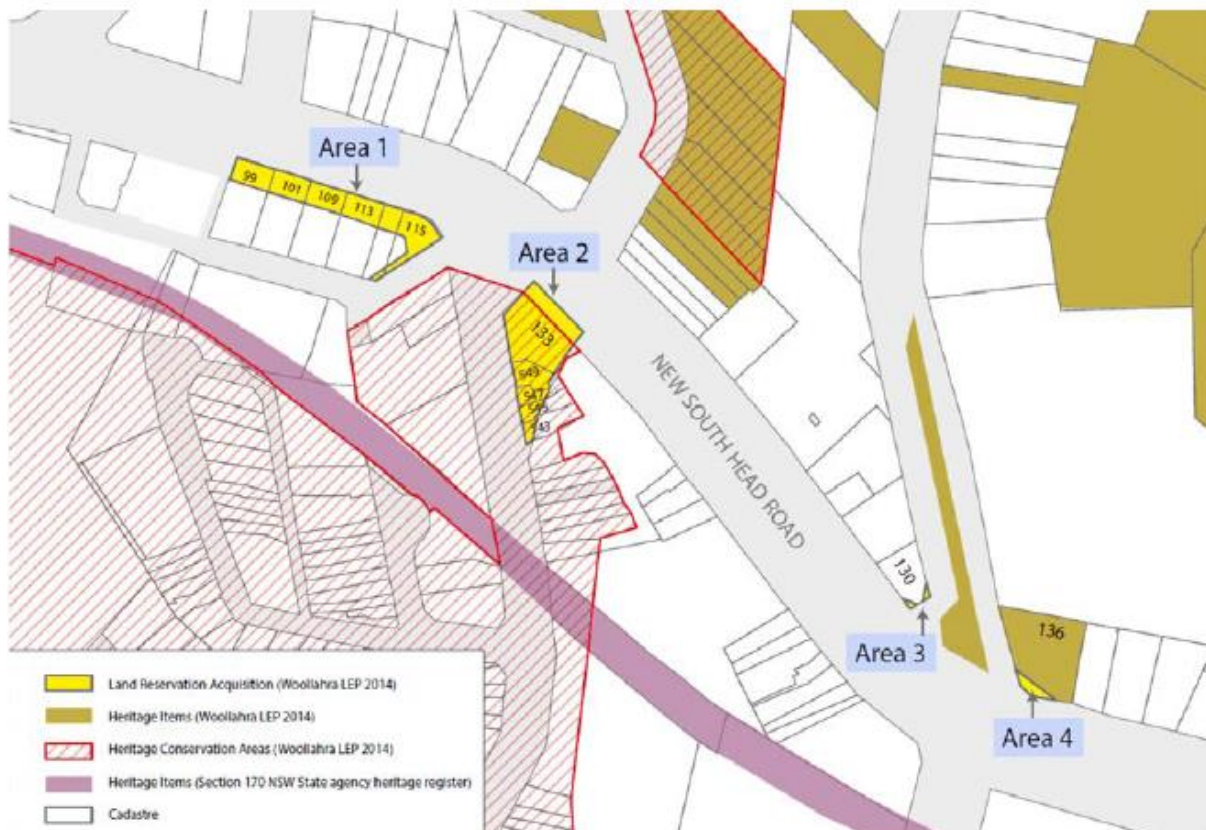 Area 1
99
101
109
113
115
Area 2
133
549
543
NEW SOUTH HEAD ROAD
130
Area 3
136
Area 4
Land Reservation Acquisition (Woollahra LEP 2014)
Heritage Items (Woollahra LEP 2014)
Heritage Conservation Areas (Woollahra LEP 2014)
Heritage Items (Section 170 NSW State agency heritage register)
Cadastre